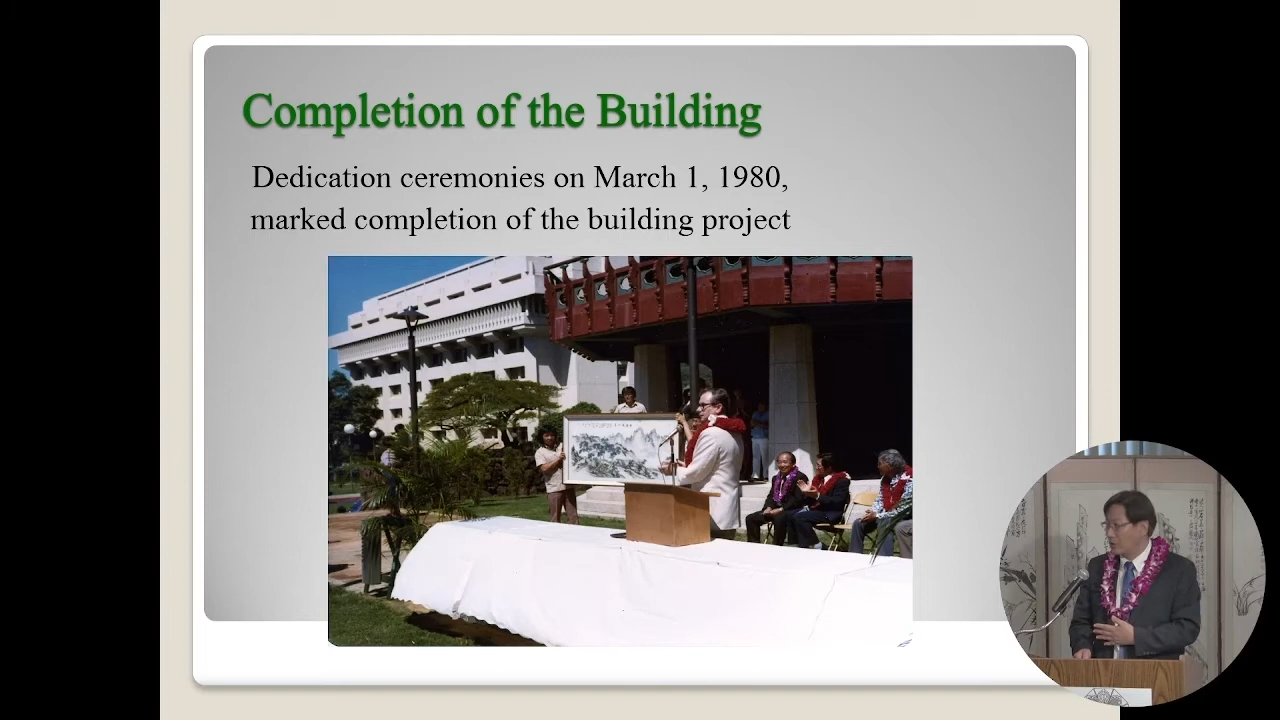 Completion of the Building
Dedication ceremonies on March 1, 1980,
marked completion of the building project